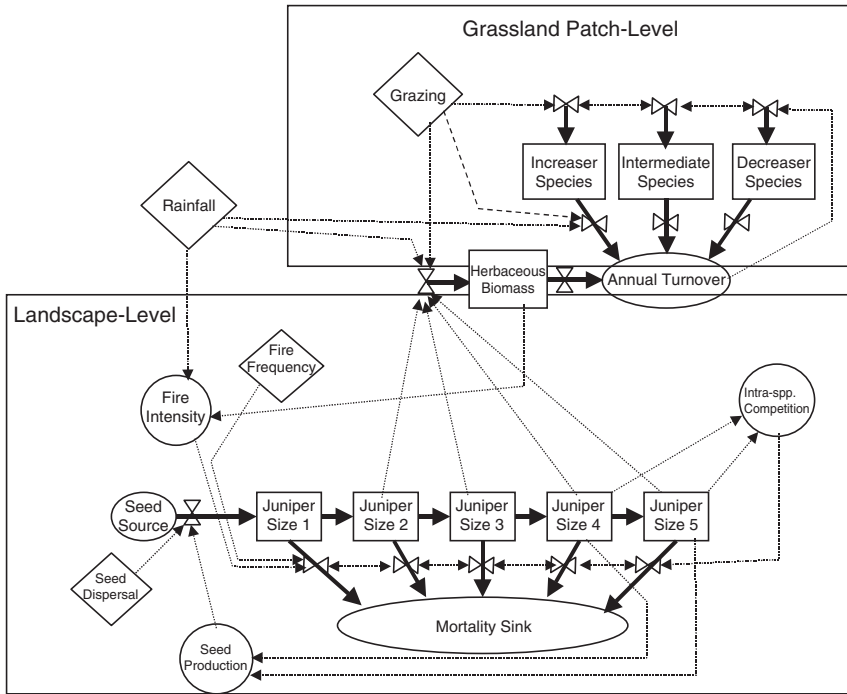 Grassland Patch-Level
Grazing
Increaser
Species
Intermediate
Species
Decreaser
Species
Rainfall
Herbaceous
Biomass
Annual Turnover
Landscape-Level
Fire
Frequency
Fire
Intensity
Intra-spp.
Competition
Seed
Source
Juniper
Size 1
Juniper
Size 2
Juniper
Size 3
Juniper
Size 4
Juniper
Size 5
Seed
Dispersal
Mortality Sink
Seed
Production